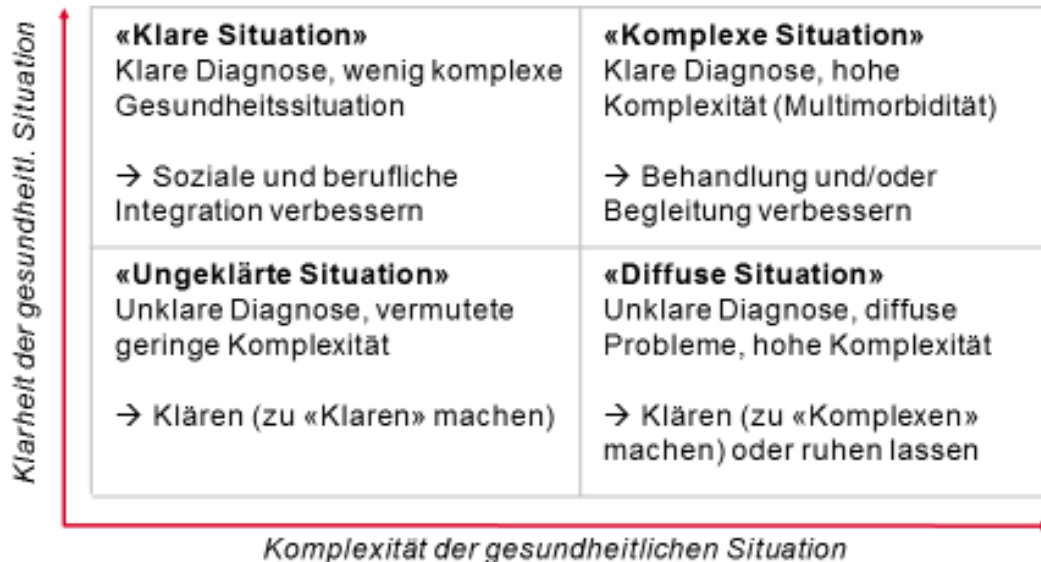 Klarheit der gesundheitl. Situation
«Klare Situation»
Klare Diagnose, wenig komplexe
Gesundheitssituation
→ Soziale und berufliche
Integration verbessern
«Komplexe Situation»
Klare Diagnose, hohe
Komplexität (Multimorbidität)
→ Behandlung und/oder
Begleitung verbessern
«Ungeklärte Situation»
Unklare Diagnose, vermutete
geringe Komplexität
→ Klären (zu «Klaren» machen)
«Diffuse Situation»
Unklare Diagnose, diffuse
Probleme, hohe Komplexität
→ Klären (zu «Komplexen»
machen) oder ruhen lassen
Komplexität der gesundheitlichen Situation